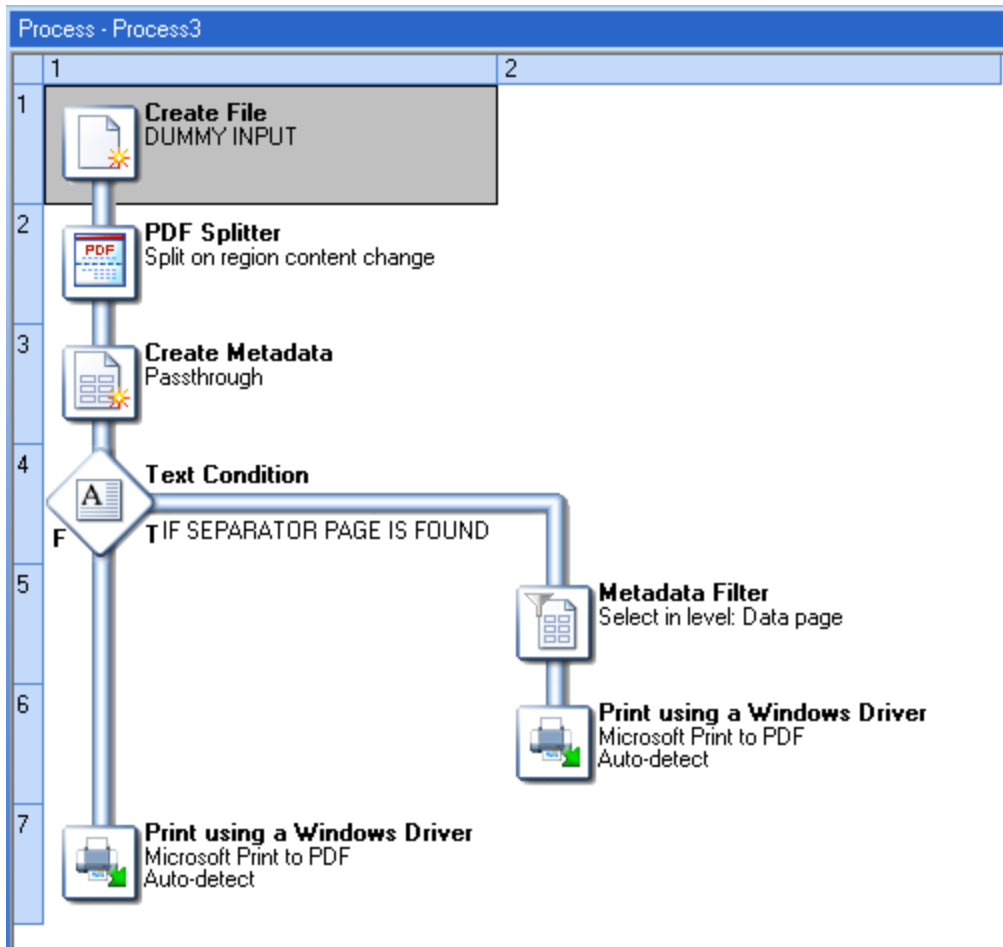 Process - Process3
1 2
1
Create File
DUMMY INPUT
2
PDF
PDF Splitter
Split on region content change
3
Create Metadata
Passthrough
4
A
Text Condition
F
T IF SEPARATOR PAGE IS FOUND
5
Metadata Filter
Select in level: Data page
6
Print using a Windows Driver
Microsoft Print to PDF
Auto-detect
7
Print using a Windows Driver
Microsoft Print to PDF
Auto-detect